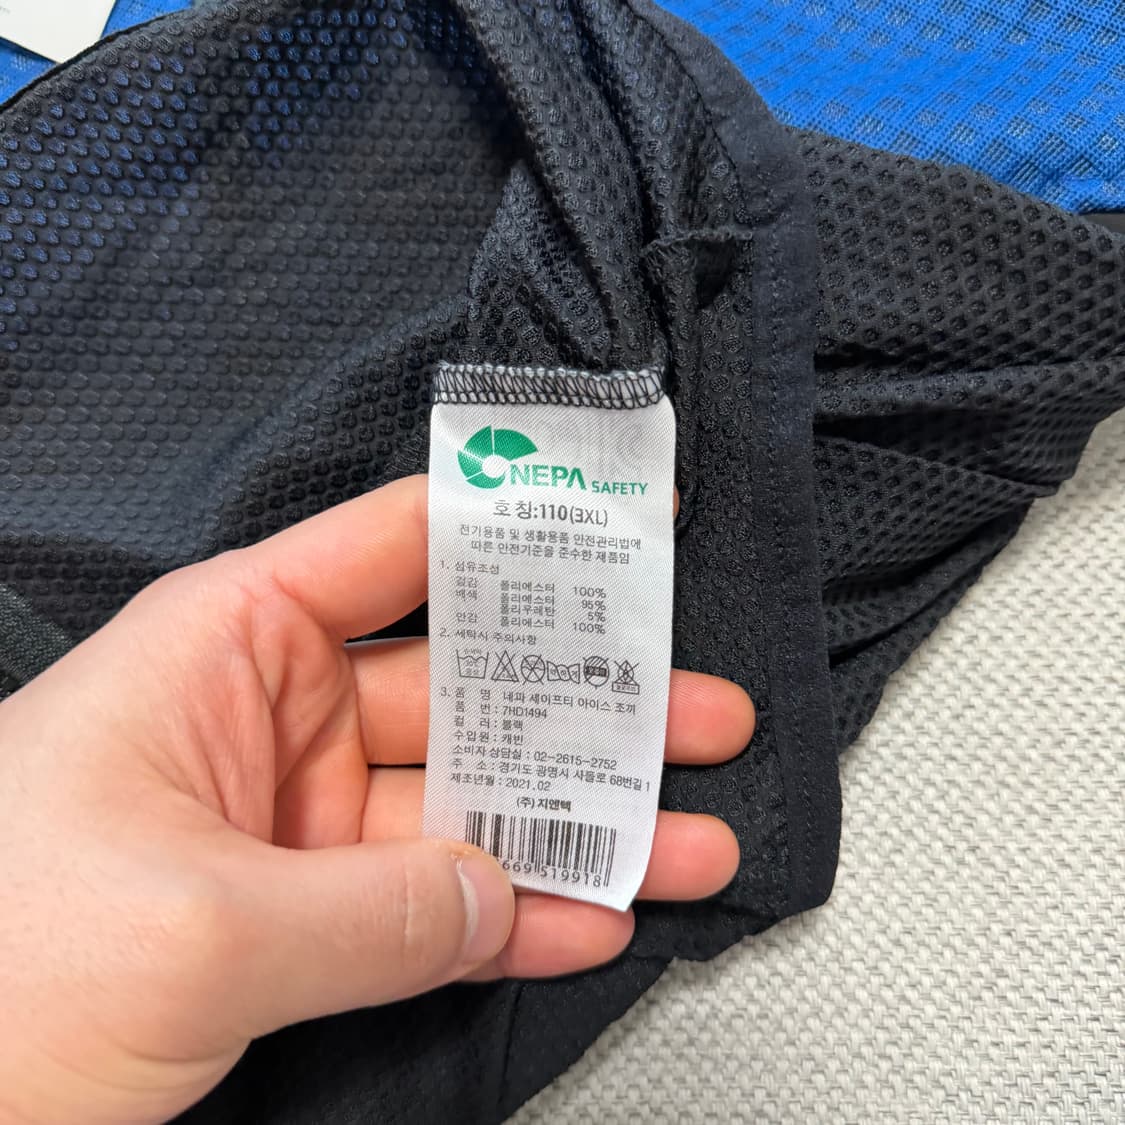 NEPA SAFETY
호칭:110(3XL)
전기용품 및 생활용품 안전관리법에
따른 안전기준을 준수한 제품임
1. 섬유조성
겉감 폴리에스터 100%
배색 폴리에스터 95%
폴리우레탄 5%
안감 폴리에스터 100%
2. 세탁시 주의사항
3. 품 명 네파 세이프티 아이스 조끼
품 번 : 7HD1494
컬 러 : 블랙
수입원 : 캐빈
소비자 상담실 : 02-2615-2752
주 소 : 경기도 광명시 사들로 68번길 1
제조년월 : 2021.02
(주) 지앤텍
669 519918